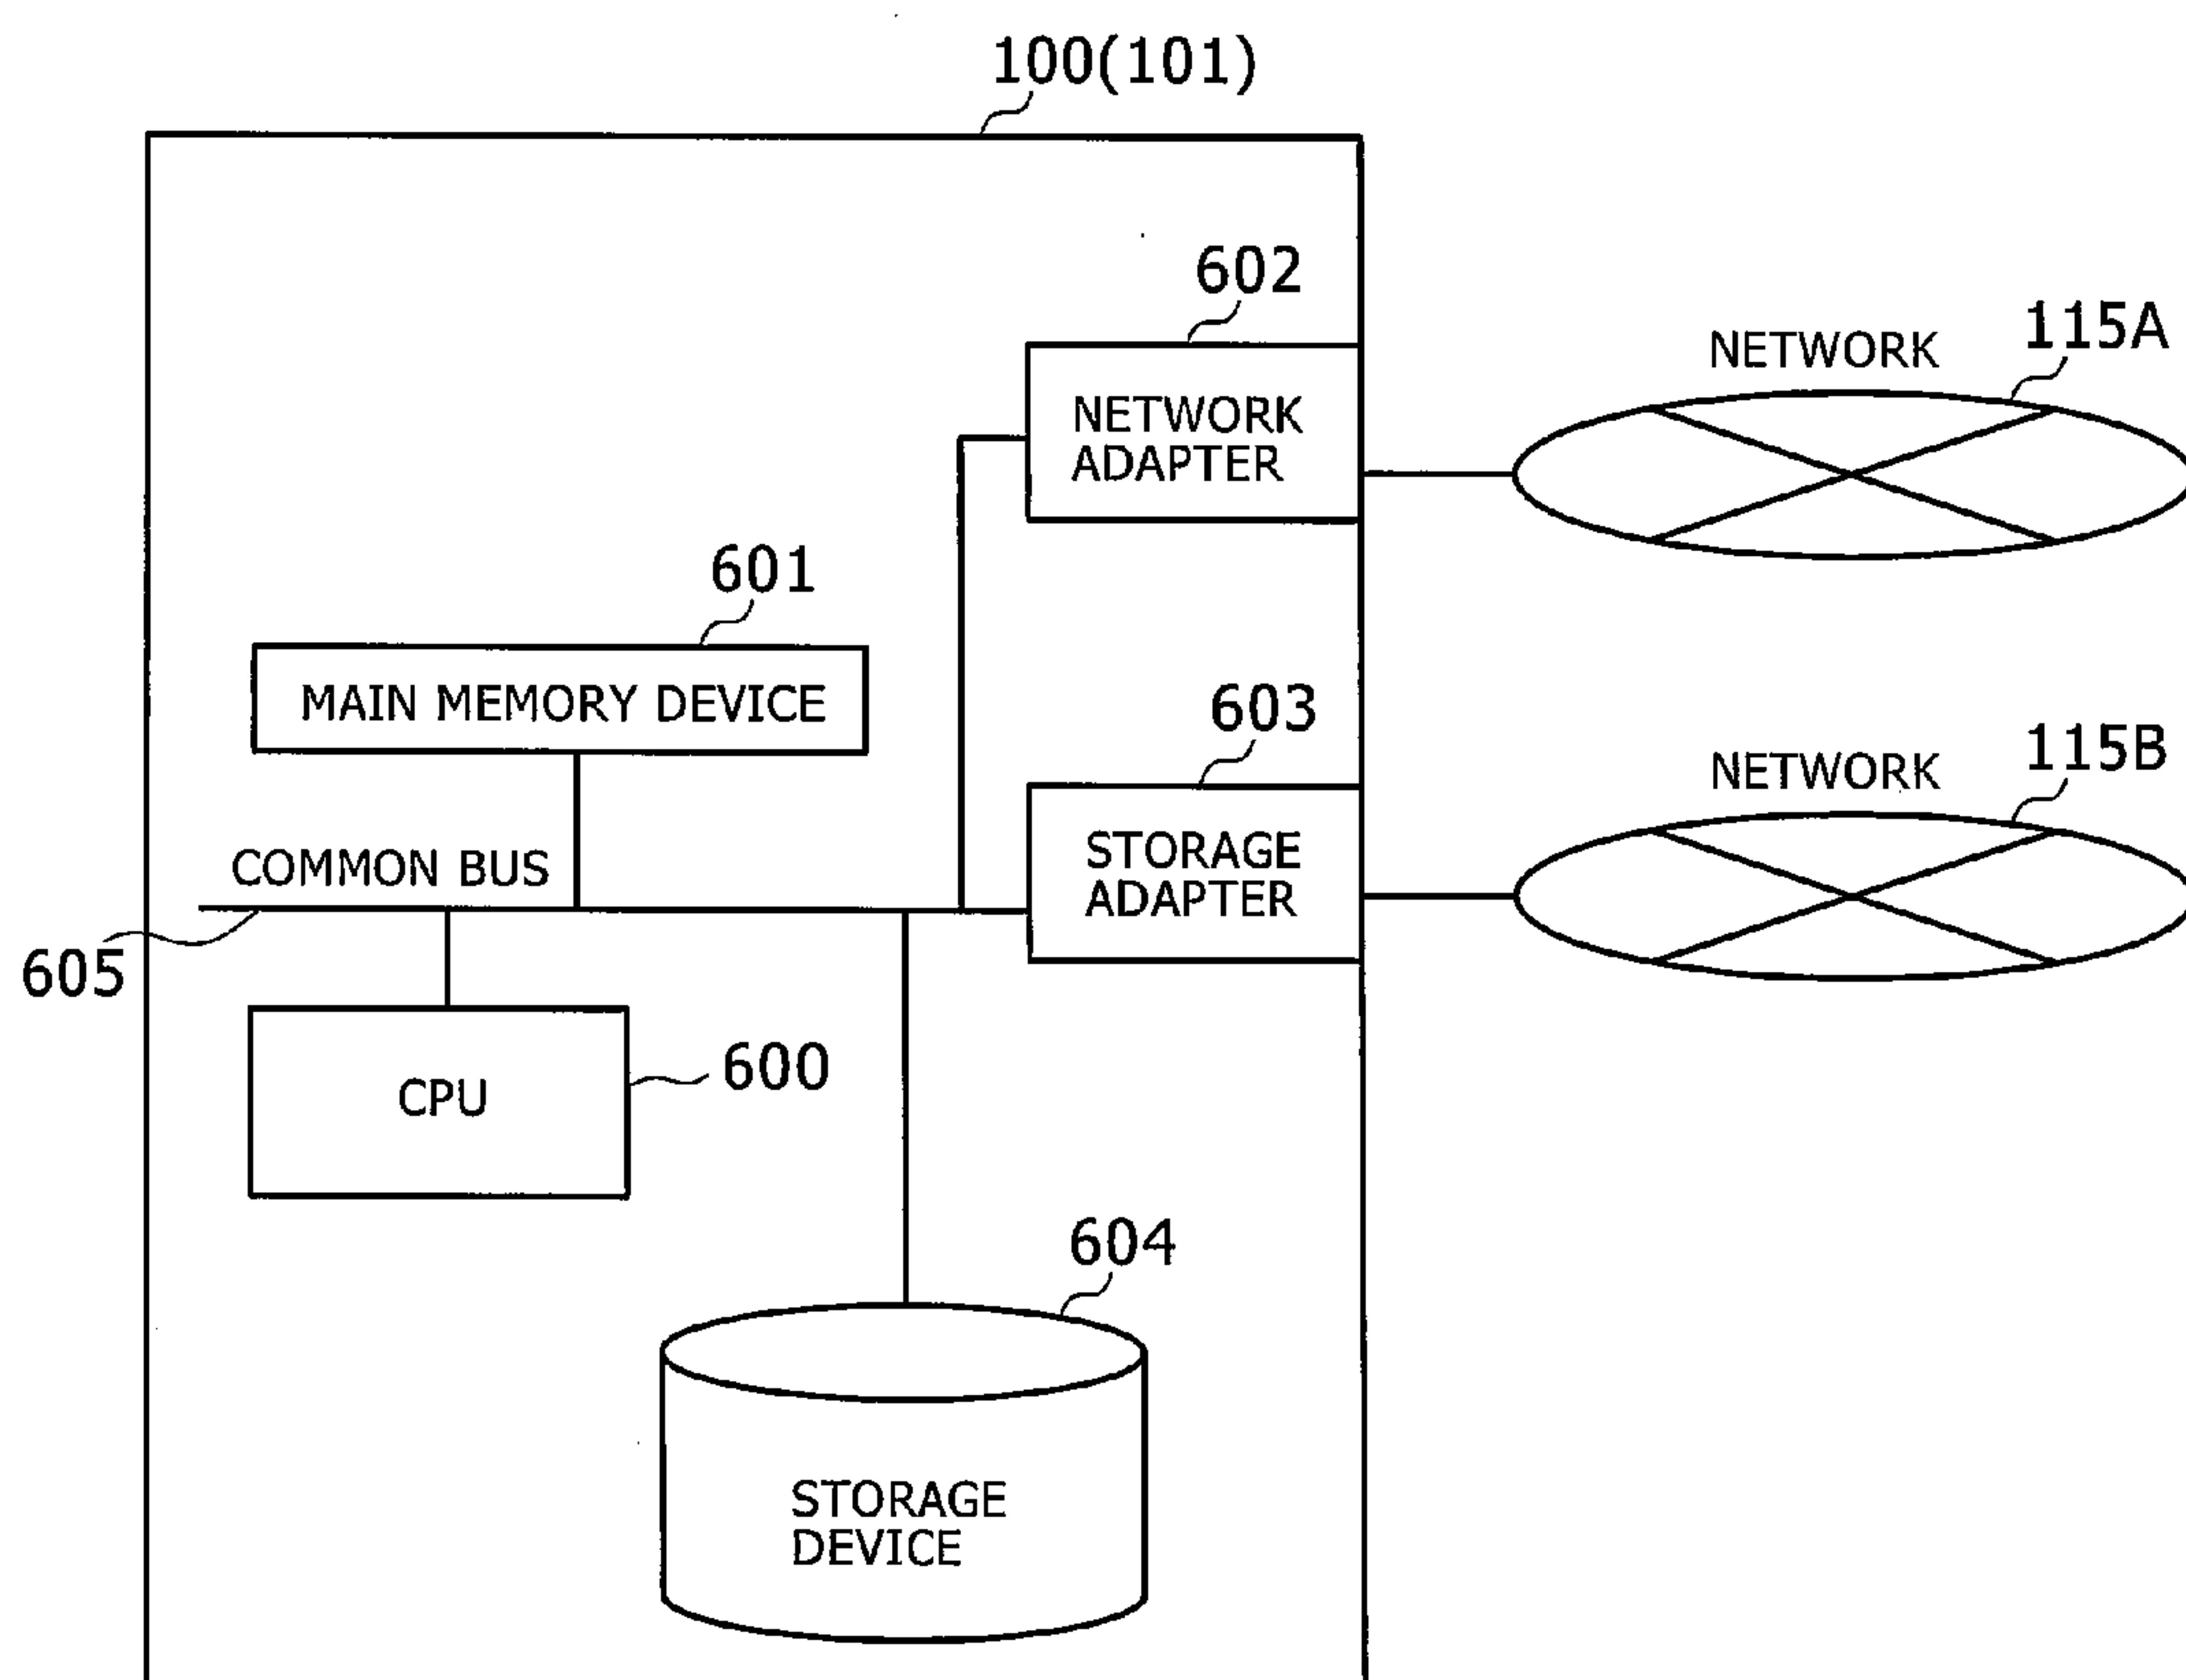 100(101)
602
NETWORK
115A
NETWORK
ADAPTER
601
MAIN MEMORY DEVICE
603
NETWORK
115B
STORAGE
ADAPTER
COMMON BUS
605
600
CPU
604
STORAGE
DEVICE